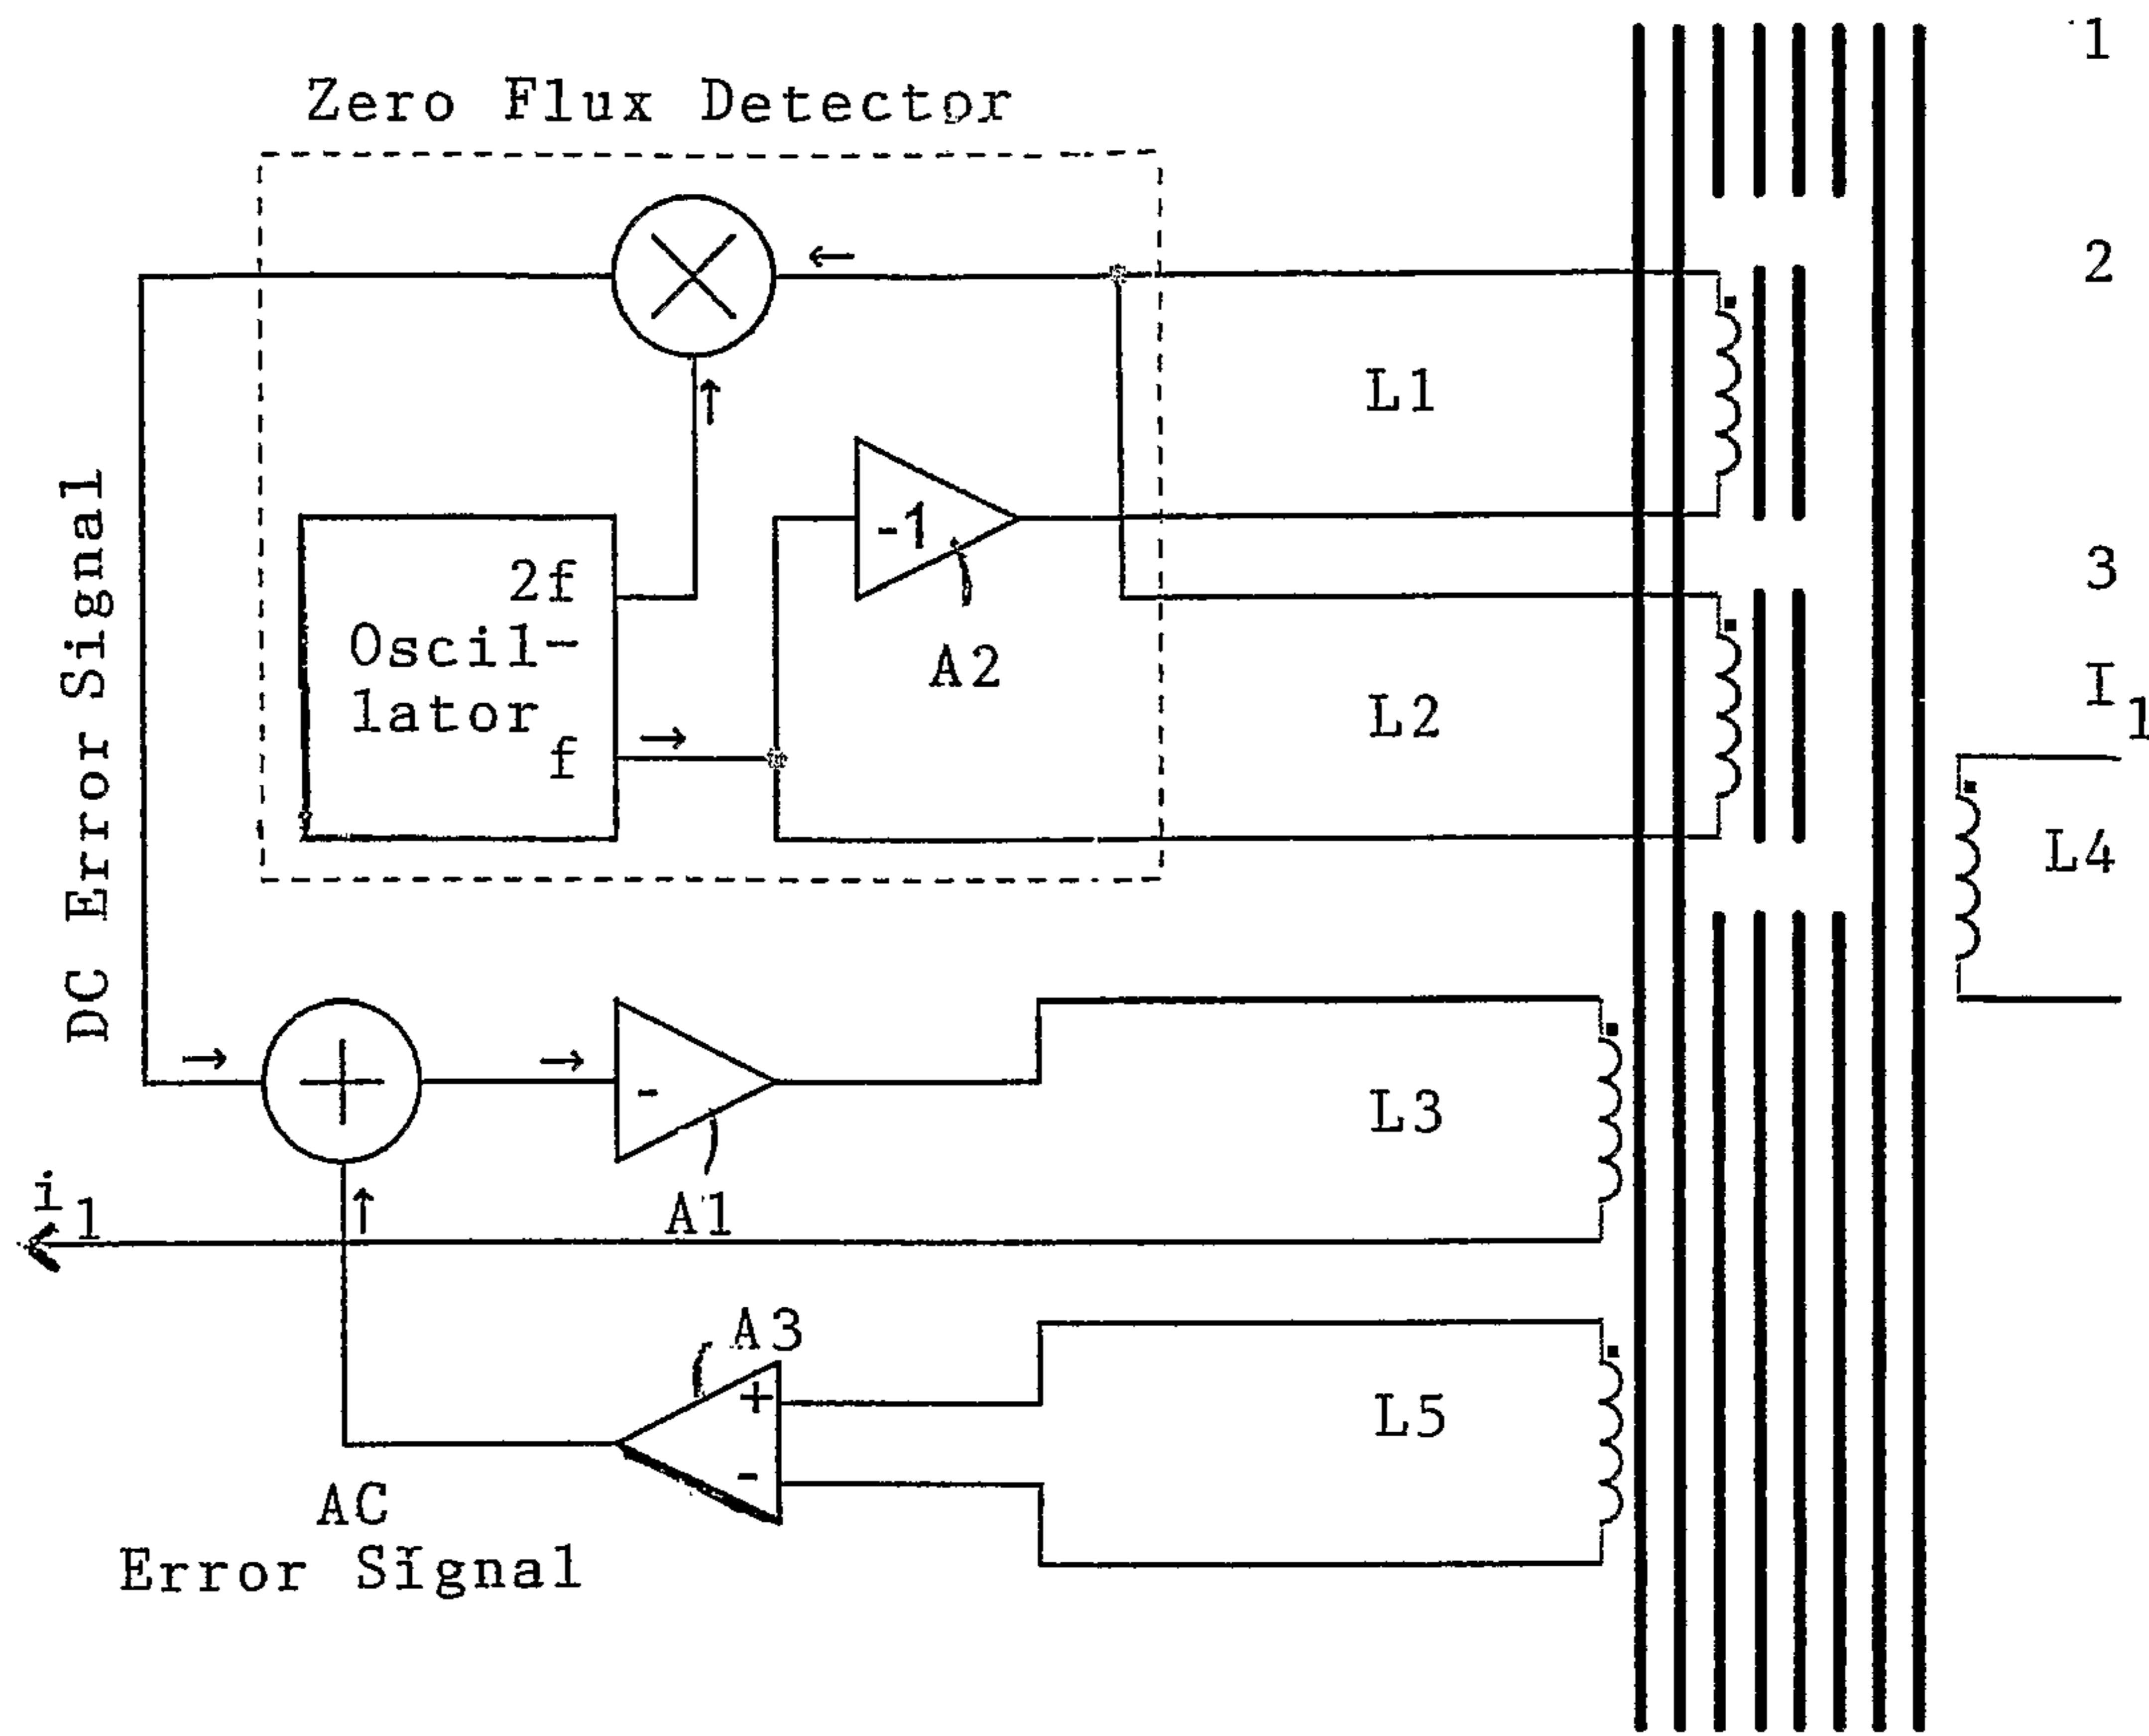 1
Zero Flux Detector
2
L1
-1
3
2f
Oscil-
lator
f
A2
L2
I1
L4
DC Error Signal
-
L3
A1
i1
A3
+
-
L5
AC
Error Signal